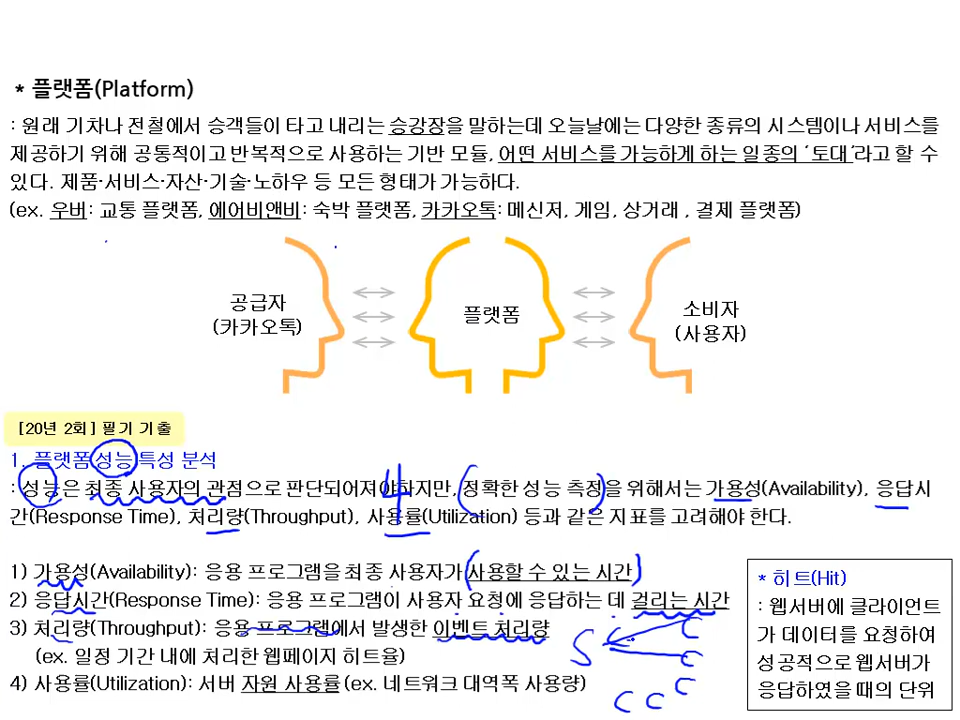 * 플랫폼(Platform)
: 원래 기차나 전철에서 승객들이 타고 내리는 승강장을 말하는데 오늘날에는 다양한 종류의 시스템이나 서비스를
제공하기 위해 공통적이고 반복적으로 사용하는 기반 모듈, 어떤 서비스를 가능하게 하는 일종의 ‘토대’라고 할 수
있다. 제품·서비스·자산·기술·노하우 등 모든 형태가 가능하다.
(ex. 우버: 교통 플랫폼, 에어비앤비: 숙박 플랫폼, 카카오톡: 메신저, 게임, 상거래 , 결제 플랫폼)
공급자
(카카오톡)
플랫폼
소비자
(사용자)
[20년 2회] 필기 기출
1. 플랫폼 성능 특성 분석
: 성능은 최종 사용자의 관점으로 판단되어져야하지만, 정확한 성능 측정을 위해서는 가용성(Availability), 응답시
간(Response Time), 처리량(Throughput), 사용률(Utilization) 등과 같은 지표를 고려해야 한다.
4
1) 가용성(Availability): 응용 프로그램을 최종 사용자가 사용할 수 있는 시간
2) 응답시간(Response Time): 응용 프로그램이 사용자 요청에 응답하는 데 걸리는 시간
3) 처리량(Throughput): 응용 프로그램에서 발생한 이벤트 처리량
(ex. 일정 기간 내에 처리한 웹페이지 히트율)
4) 사용률(Utilization): 서버 자원 사용률 (ex. 네트워크 대역폭 사용량)
S
C
C
C
C
C
* 히트(Hit)
: 웹서버에 클라이언트
가 데이터를 요청하여
성공적으로 웹서버가
응답하였을 때의 단위